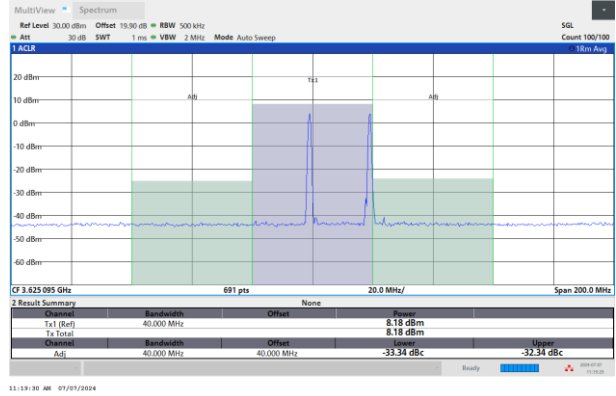 MultiView Spectrum
Ref Level 30.00 dBm Offset 19.90 dB RBW 500 kHz SGL
Att 30 dB SWT 1 ms VBW 2 MHz Mode Auto Sweep Count 100/100
1 ACLR 1Rm Avg
20 dBm
Tx1
10 dBm
Adj Adj
0 dBm
-10 dBm
-20 dBm
-30 dBm
-40 dBm
-50 dBm
-60 dBm
CF 3.625 095 GHz 691 pts 20.0 MHz/ Span 200.0 MHz
2 Result Summary None
Channel Bandwidth Offset Power
Tx1 (Ref) 40.000 MHz 8.18 dBm
Tx Total 8.18 dBm
Channel Bandwidth Offset Lower Upper
Adj 40.000 MHz 40.000 MHz -33.34 dBc -32.34 dBc
Ready
11:19:30 AM 07/07/2024